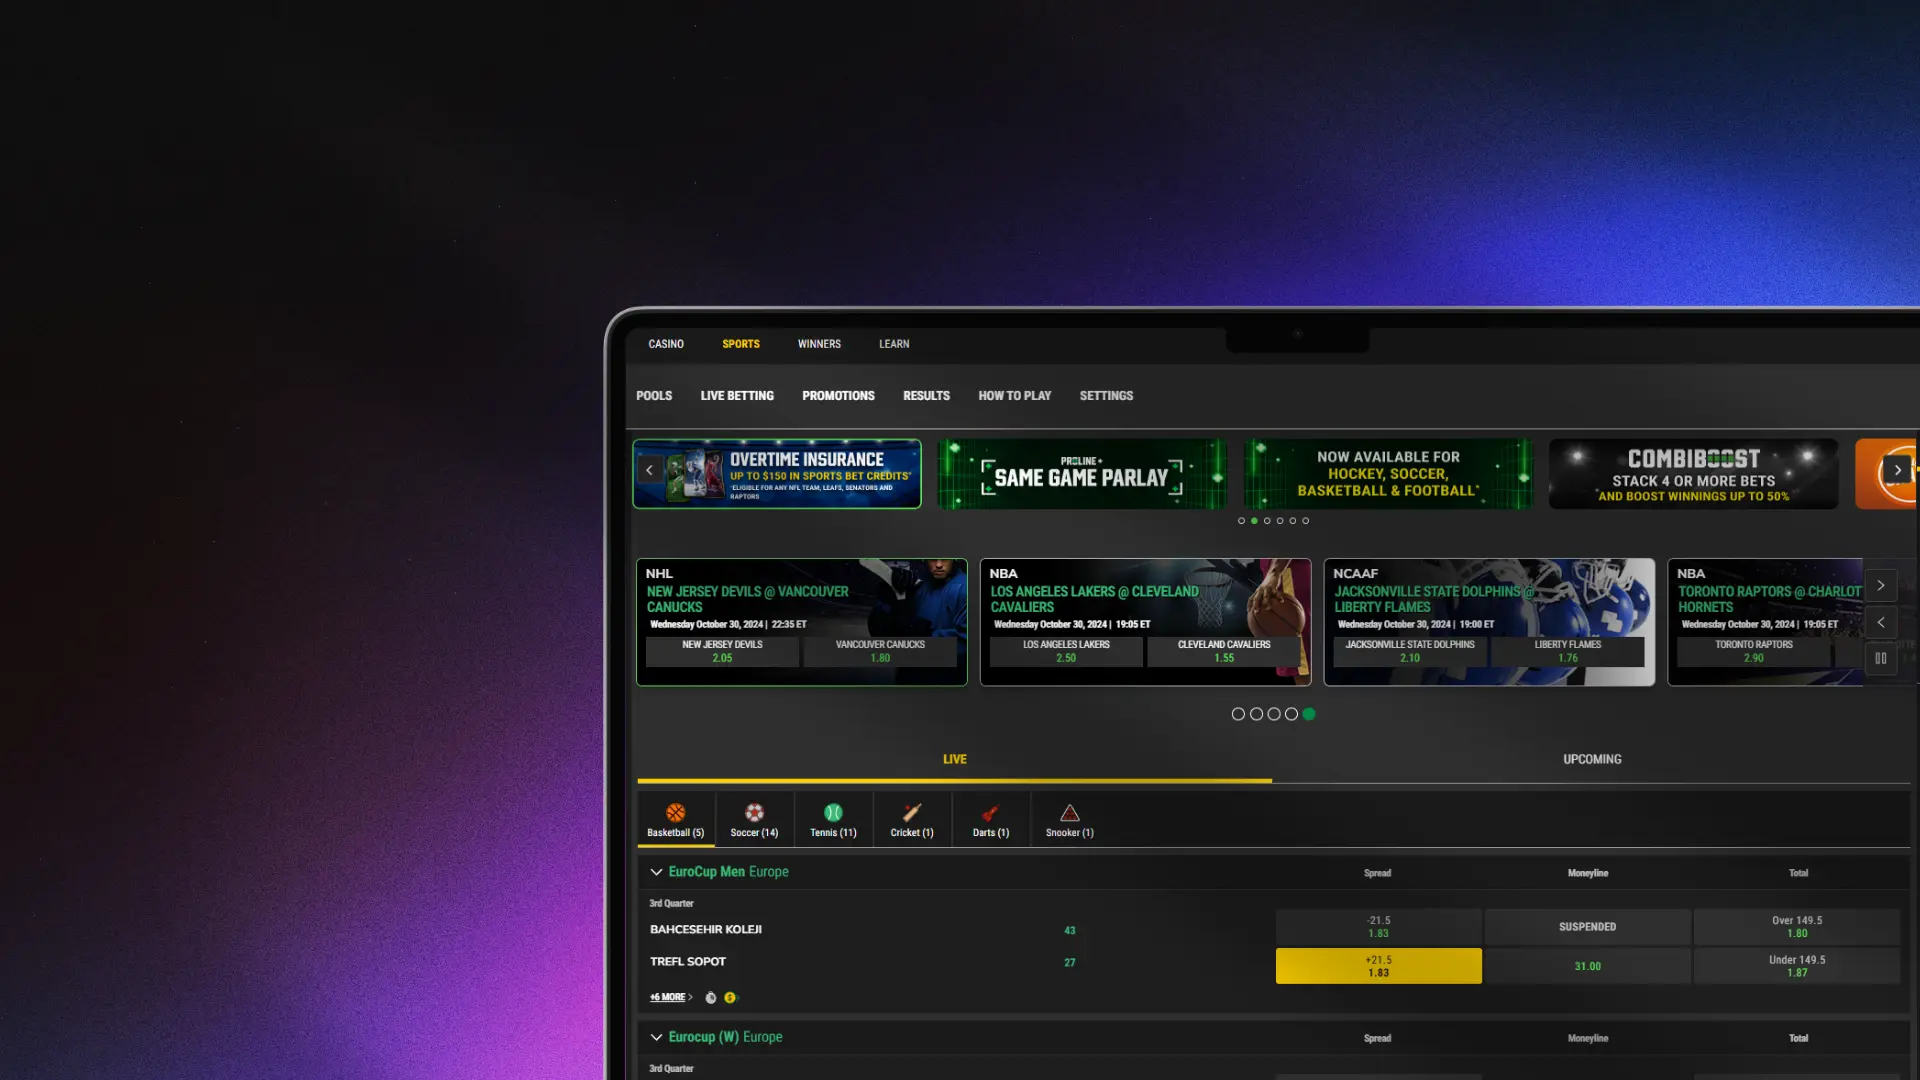 CASINO SPORTS WINNERS LEARN
POOLS LIVE BETTING PROMOTIONS RESULTS HOW TO PLAY SETTINGS
OVERTIME INSURANCE
UP TO $150 IN SPORTS BET CREDITS*
*ELIGIBLE FOR ANY NFL TEAM, LEAFS, SENATORS AND
RAPTORS
PROLINE+
SAME GAME PARLAY
NOW AVAILABLE FOR
HOCKEY, SOCCER,
BASKETBALL & FOOTBALL*
COMBIBOOST
STACK 4 OR MORE BETS
*AND BOOST WINNINGS UP TO 50%
NHL
NEW JERSEY DEVILS @ VANCOUVER
CANUCKS
Wednesday October 30, 2024 | 22:35 ET
NEW JERSEY DEVILS
2.05
VANCOUVER CANUCKS
1.80
NBA
LOS ANGELES LAKERS @ CLEVELAND
CAVALIERS
Wednesday October 30, 2024 | 19:05 ET
LOS ANGELES LAKERS
2.50
CLEVELAND CAVALIERS
1.55
NCAAF
JACKSONVILLE STATE DOLPHINS @
LIBERTY FLAMES
Wednesday October 30, 2024 | 19:00 ET
JACKSONVILLE STATE DOLPHINS
2.10
LIBERTY FLAMES
1.76
NBA
TORONTO RAPTORS @ CHARLOT
HORNETS
Wednesday October 30, 2024 | 19:05 ET
TORONTO RAPTORS
2.90
LIVE UPCOMING
Basketball (5) Soccer (14) Tennis (11) Cricket (1) Darts (1) Snooker (1)
EuroCup Men Europe Spread Moneyline Total
3rd Quarter
BAHCESEHIR KOLEJI 43
-21.5
1.83
SUSPENDED
Over 149.5
1.80
TREFL SOPOT 27
+21.5
1.83
31.00
Under 149.5
1.87
+6 MORE
Eurocup (W) Europe Spread Moneyline Total
3rd Quarter